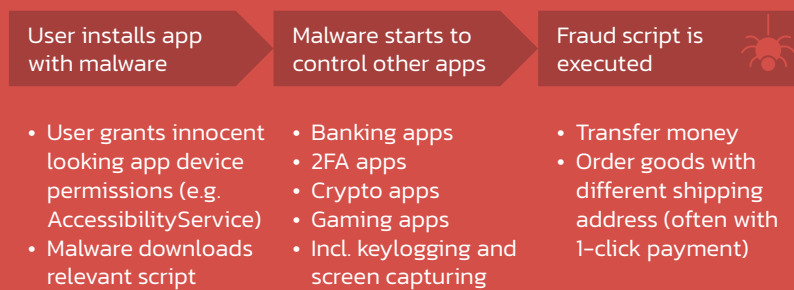 User installs app
with malware
• User grants innocent
looking app device
permissions (e.g.
AccessibilityService)
• Malware downloads
relevant script
Malware starts to
control other apps
• Banking apps
• 2FA apps
• Crypto apps
• Gaming apps
• Incl. keylogging and
screen capturing
Fraud script is
executed
• Transfer money
• Order goods with
different shipping
address (often with
1-click payment)